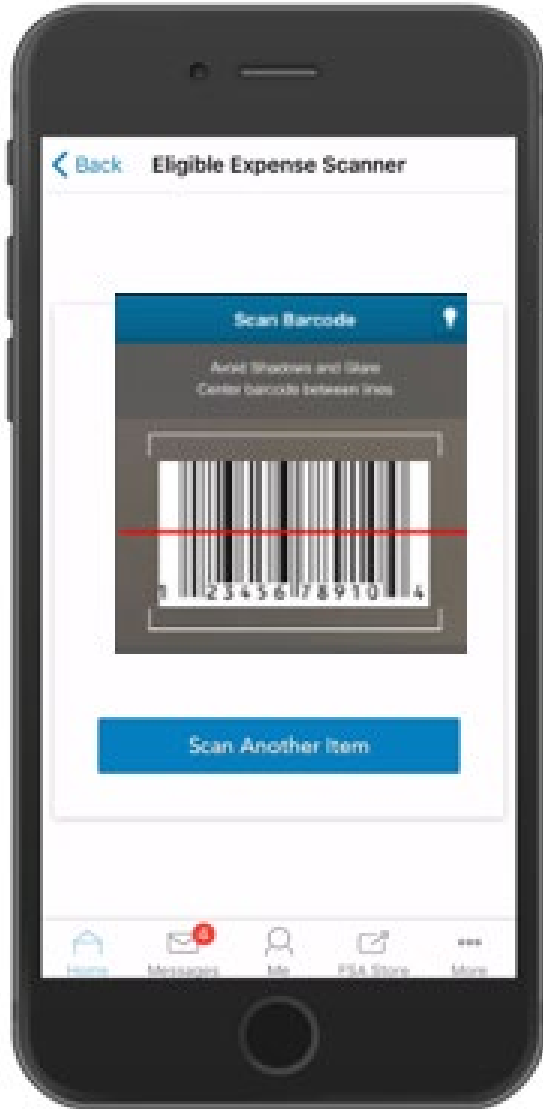 Back Eligible Expense Scanner
Scan Barcode
Avoid Shadows and Glare
Center barcode between lines
1 23456 78910 4
Scan Another Item
4
Home Messages Me FSA Store More